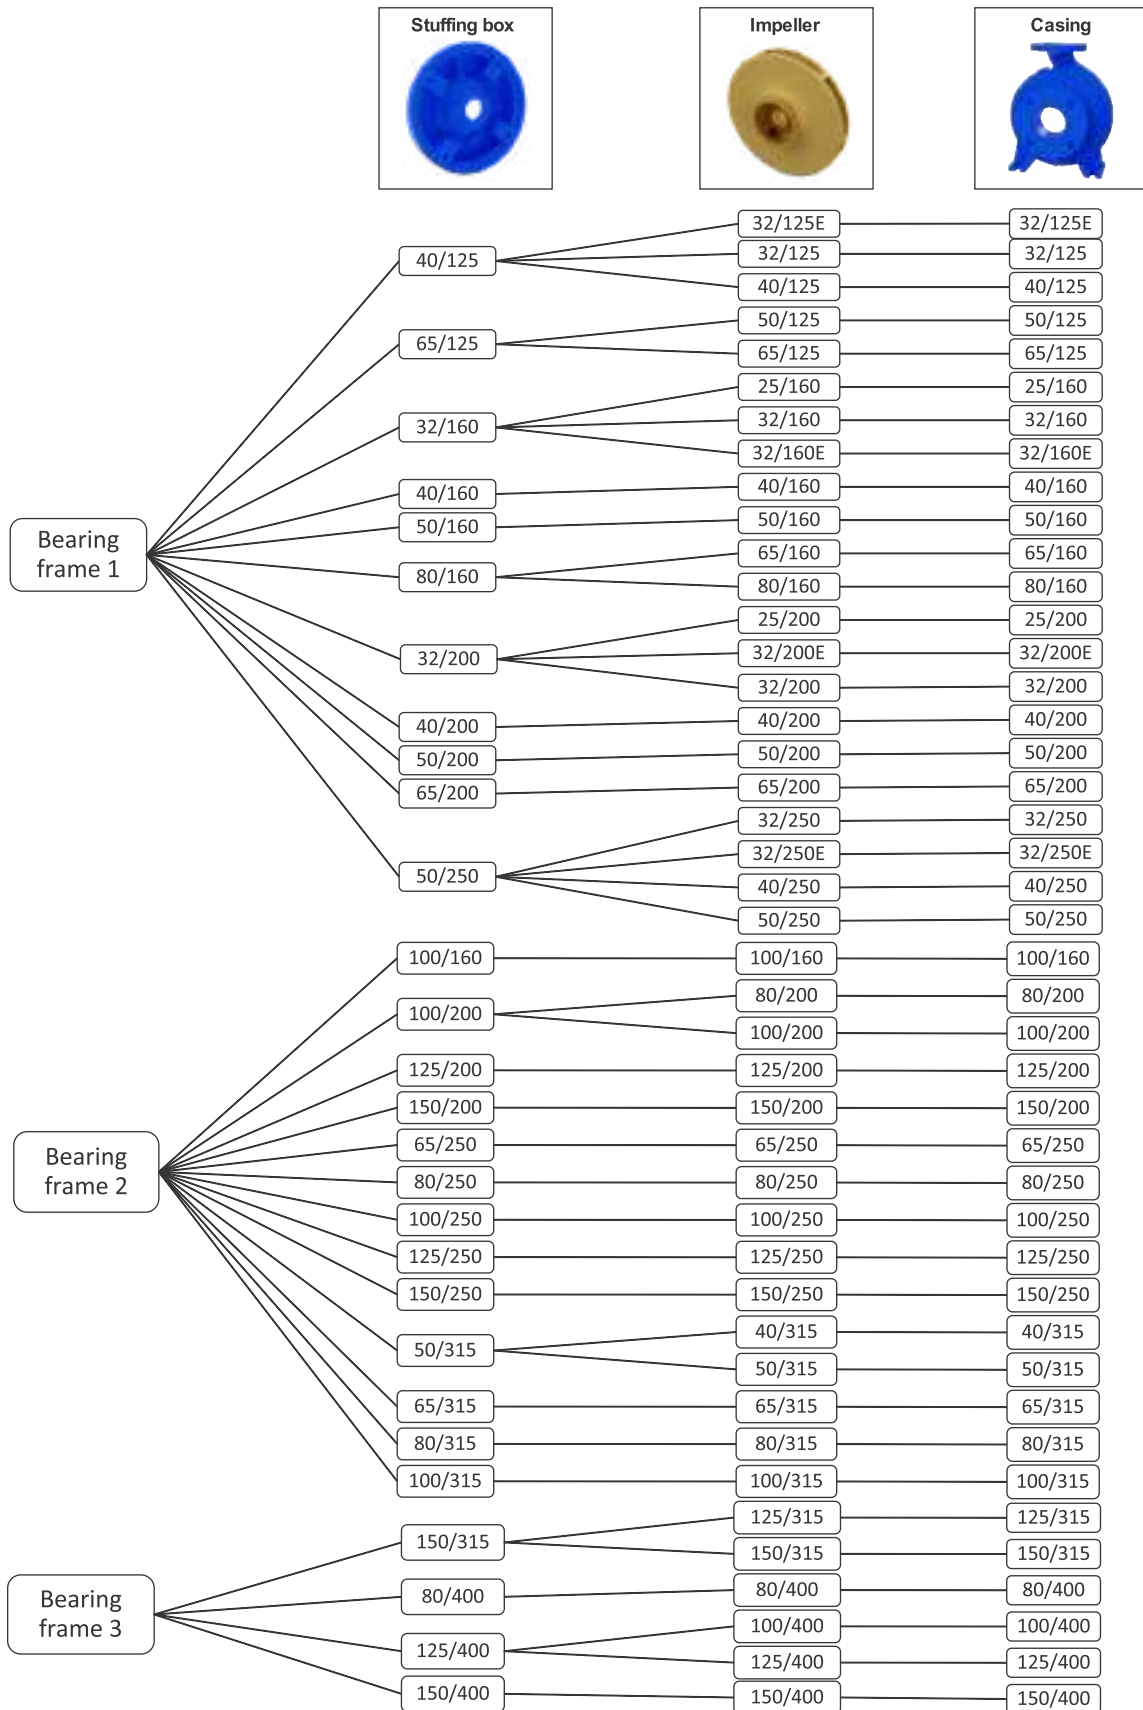 Stuffing box
Impeller
Casing
32/125E 32/125E
40/125 32/125 32/125
40/125 40/125
50/125 50/125
65/125
65/125 65/125
25/160 25/160
32/160 32/160 32/160
32/160E 32/160E
40/160 40/160 40/160
50/160 50/160 50/160
Bearing
frame 1
65/160 65/160
80/160
80/160 80/160
25/200 25/200
32/200 32/200E 32/200E
32/200 32/200
40/200 40/200 40/200
50/200 50/200 50/200
65/200 65/200 65/200
32/250 32/250
32/250E 32/250E
50/250
40/250 40/250
50/250 50/250
100/160 100/160 100/160
80/200 80/200
100/200
100/200 100/200
125/200 125/200 125/200
150/200 150/200 150/200
65/250 65/250 65/250
Bearing
frame 2
80/250 80/250 80/250
100/250 100/250 100/250
125/250 125/250 125/250
150/250 150/250 150/250
40/315 40/315
50/315
50/315 50/315
65/315 65/315 65/315
80/315 80/315 80/315
100/315 100/315 100/315
125/315 125/315
150/315
150/315 150/315
80/400 80/400 80/400
Bearing
frame 3
100/400 100/400
125/400
125/400 125/400
150/400 150/400 150/400